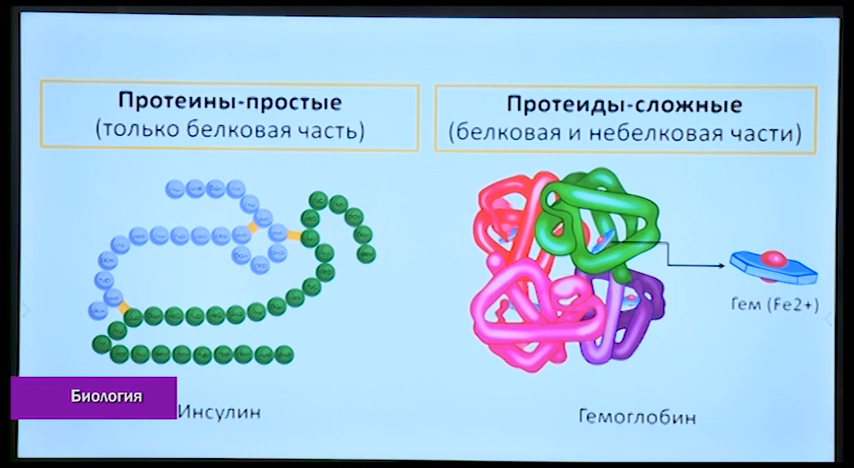 Протеины-простые
(только белковая часть)
Протеиды-сложные
(белковая и небелковая части)
Гем (Fe2+)
Биология
Инсулин
Гемоглобин